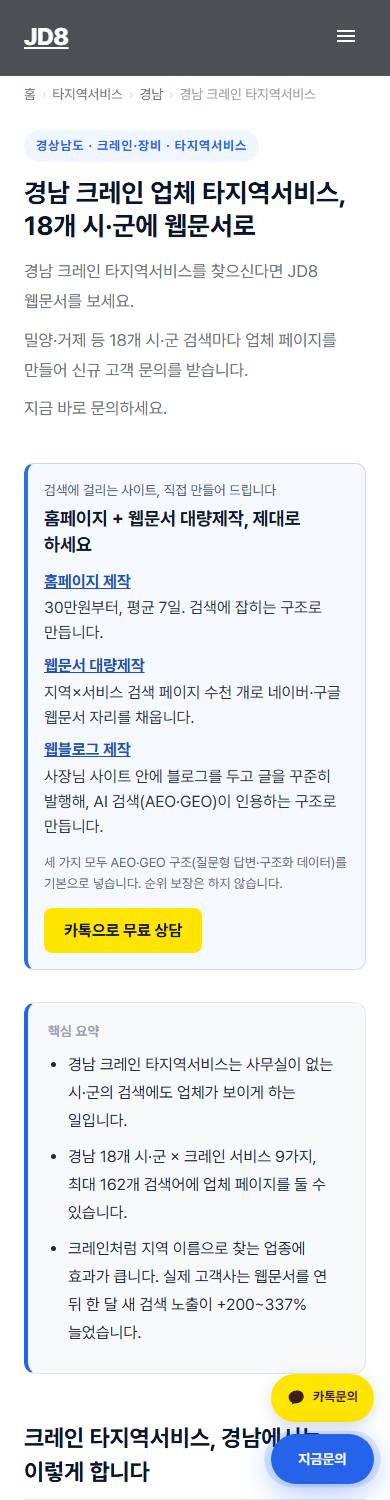 JD8
홈 › 타지역서비스 › 경남 › 경남 크레인 타지역서비스
경상남도 · 크레인·장비 · 타지역서비스
경남 크레인 업체 타지역서비스,
18개 시·군에 웹문서로
경남 크레인 타지역서비스를 찾으신다면 JD8
웹문서를 보세요.
밀양·거제 등 18개 시·군 검색마다 업체 페이지를
만들어 신규 고객 문의를 받습니다.
지금 바로 문의하세요.
검색에 걸리는 사이트, 직접 만들어 드립니다
홈페이지 + 웹문서 대량제작, 제대로
하세요
홈페이지 제작
30만원부터, 평균 7일. 검색에 잡히는 구조로
만듭니다.
웹문서 대량제작
지역×서비스 검색 페이지 수천 개로 네이버·구글
웹문서 자리를 채웁니다.
웹블로그 제작
사장님 사이트 안에 블로그를 두고 글을 꾸준히
발행해, AI 검색(AEO·GEO)이 인용하는 구조로
만듭니다.
세 가지 모두 AEO·GEO 구조(질문형 답변·구조화 데이터)를
기본으로 넣습니다. 순위 보장은 하지 않습니다.
카톡으로 무료 상담
핵심 요약
• 경남 크레인 타지역서비스는 사무실이 없는
시·군의 검색에도 업체가 보이게 하는
일입니다.
• 경남 18개 시·군 × 크레인 서비스 9가지,
최대 162개 검색어에 업체 페이지를 둘 수
있습니다.
• 크레인처럼 지역 이름으로 찾는 업종에
효과가 큽니다. 실제 고객사는 웹문서를 연
뒤 한 달 새 검색 노출이 +200~337%
늘었습니다.
카톡문의
크레인 타지역서비스, 경남에서는
이렇게 합니다
지금문의